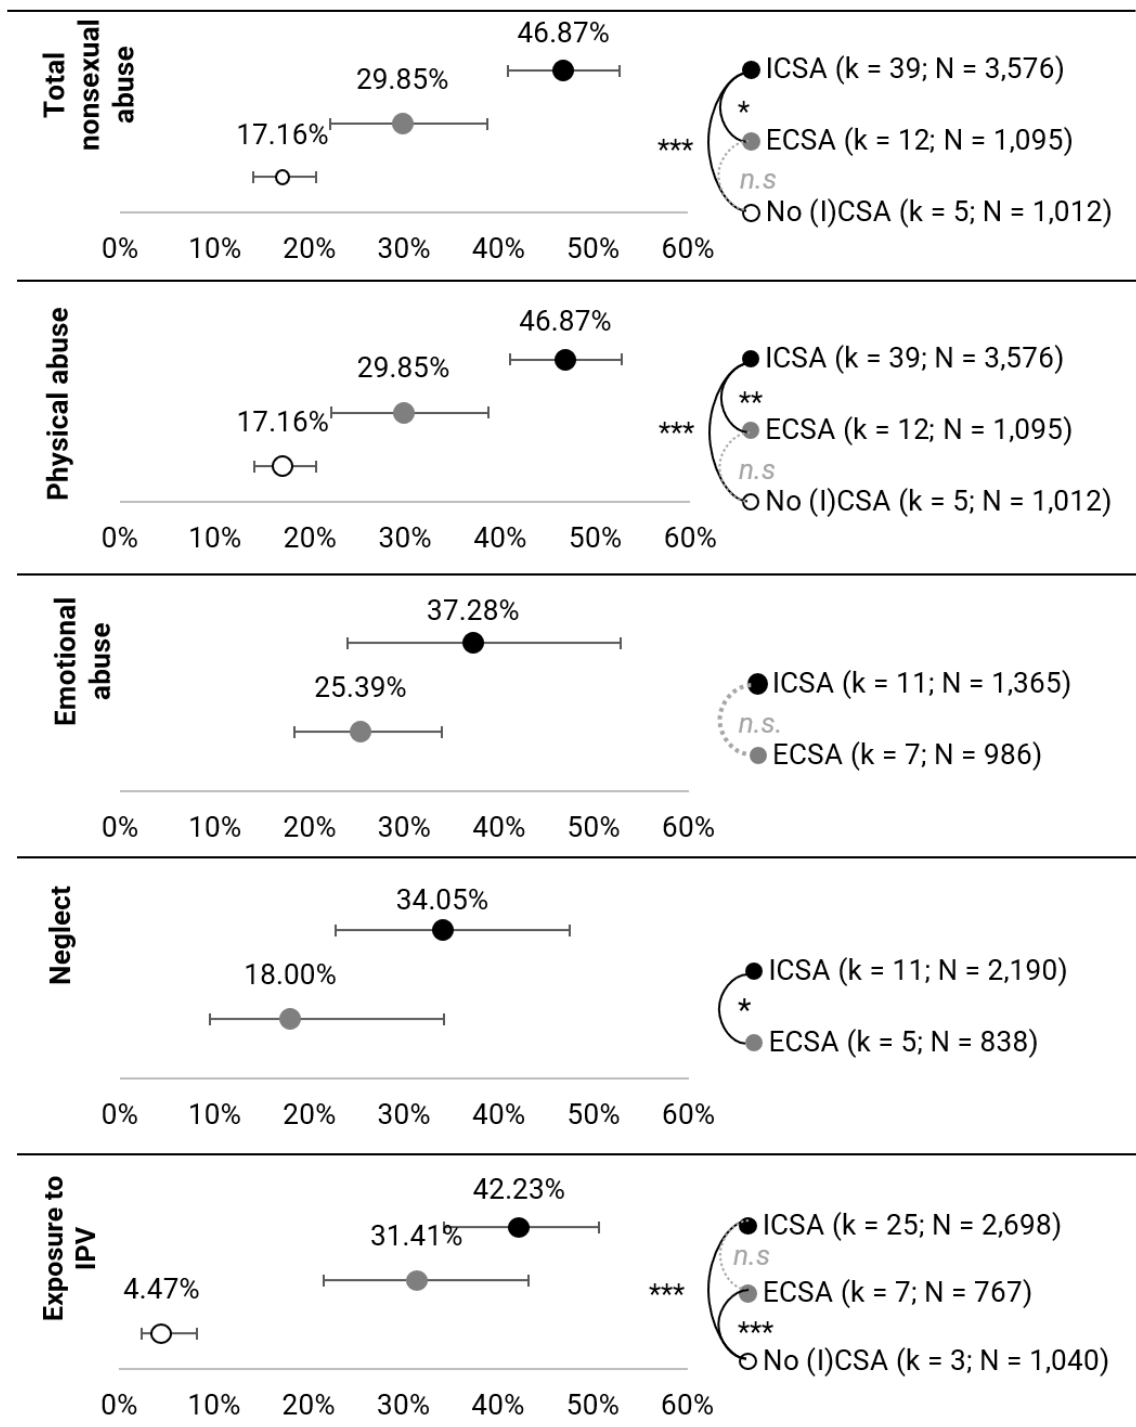 Total
nonsexual
abuse
46.87%
29.85%
17.16%
0% 10% 20% 30% 40% 50% 60%
ICSA (k = 39; N = 3,576)
*
ECSA (k = 12; N = 1,095)
***
n.s
No (I)CSA (k = 5; N = 1,012)
Physical abuse
46.87%
29.85%
17.16%
0% 10% 20% 30% 40% 50% 60%
ICSA (k = 39; N = 3,576)
**
ECSA (k = 12; N = 1,095)
***
n.s
No (I)CSA (k = 5; N = 1,012)
Emotional
abuse
37.28%
25.39%
0% 10% 20% 30% 40% 50% 60%
ICSA (k = 11; N = 1,365)
n.s.
ECSA (k = 7; N = 986)
Neglect
34.05%
18.00%
0% 10% 20% 30% 40% 50% 60%
ICSA (k = 11; N = 2,190)
*
ECSA (k = 5; N = 838)
Exposure to
IPV
42.23%
31.41%
4.47%
0% 10% 20% 30% 40% 50% 60%
ICSA (k = 25; N = 2,698)
n.s
***
ECSA (k = 7; N = 767)
***
No (I)CSA (k = 3; N = 1,040)